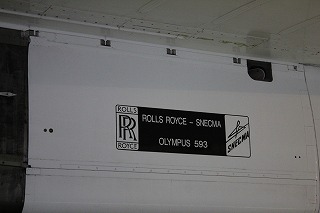 ROLLS
RR
ROYCE
ROLLS ROYCE - SNECMA
OLYMPUS 593
SNECMA